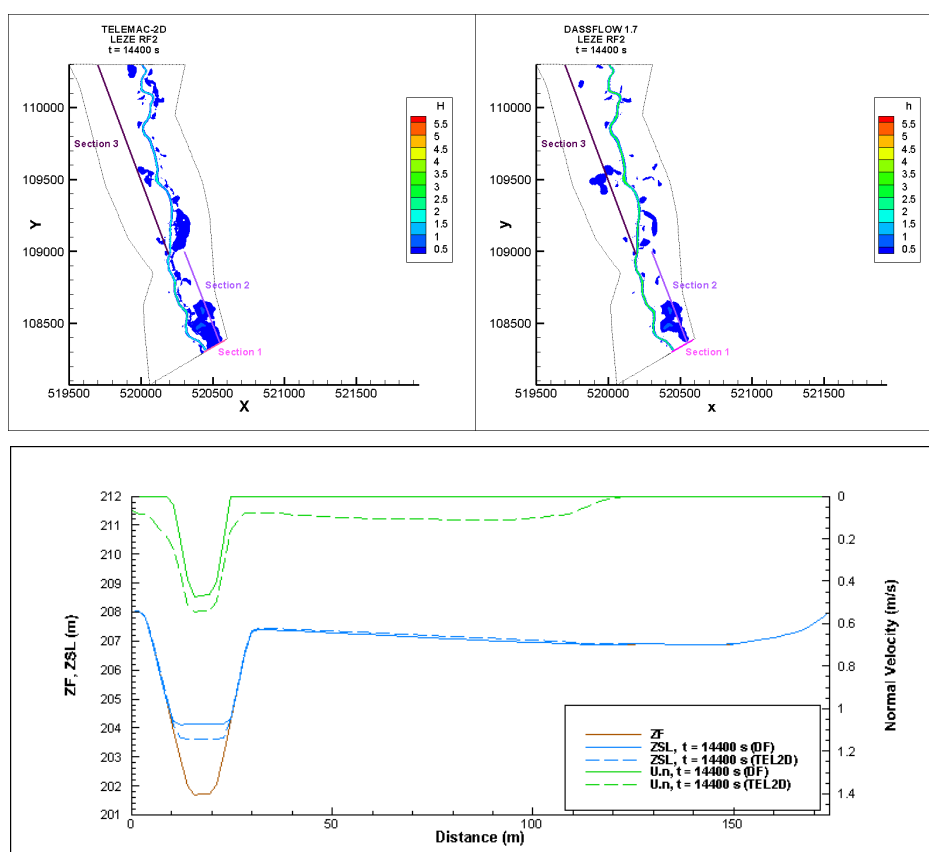 TELEMAC-2D
LEZE RF2
t = 14400 s
110000
109500
109000
108500
Y
Section 3
Section 2
Section 1
H
5.5
5
4.5
4
3.5
3
2.5
2
1.5
1
0.5
519500 520000 520500 521000 521500
X
DASSFLOW 1.7
LEZE RF2
t = 14400 s
110000
109500
109000
108500
y
Section 3
Section 2
Section 1
h
5.5
5
4.5
4
3.5
3
2.5
2
1.5
1
0.5
519500 520000 520500 521000 521500
x
212
211
210
209
208
207
206
205
204
203
202
201
ZF, ZSL (m)
0
0.2
0.4
0.6
0.8
1
1.2
1.4
Normal Velocity (m/s)
ZF
ZSL, t = 14400 s (DF)
ZSL, t = 14400 s (TEL2D)
U.n, t = 14400 s (DF)
U.n, t = 14400 s (TEL2D)
0 50 100 150
Distance (m)